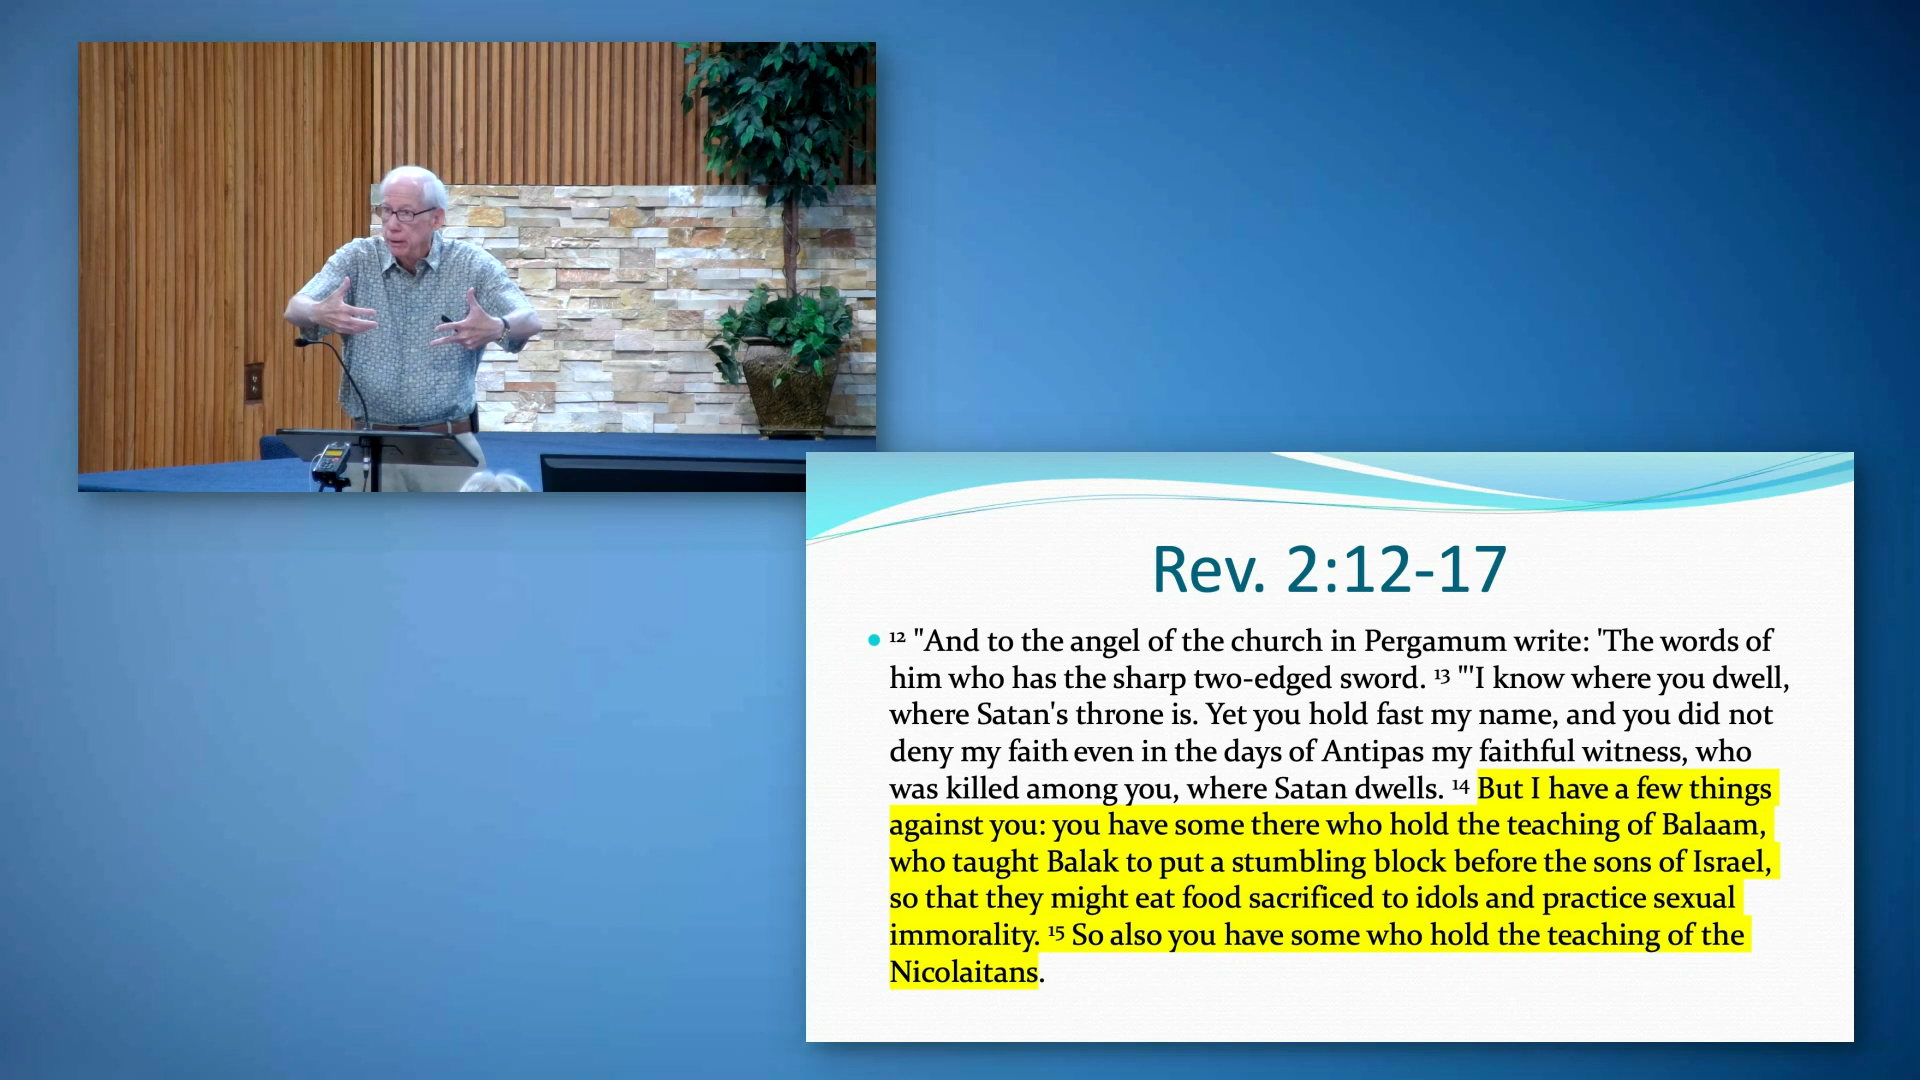 Rev. 2:12-17
• ¹² "And to the angel of the church in Pergamum write: 'The words of
him who has the sharp two-edged sword. ¹³ "'I know where you dwell,
where Satan's throne is. Yet you hold fast my name, and you did not
deny my faith even in the days of Antipas my faithful witness, who
was killed among you, where Satan dwells. ¹⁴ But I have a few things
against you: you have some there who hold the teaching of Balaam,
who taught Balak to put a stumbling block before the sons of Israel,
so that they might eat food sacrificed to idols and practice sexual
immorality. ¹⁵ So also you have some who hold the teaching of the
Nicolaitans.